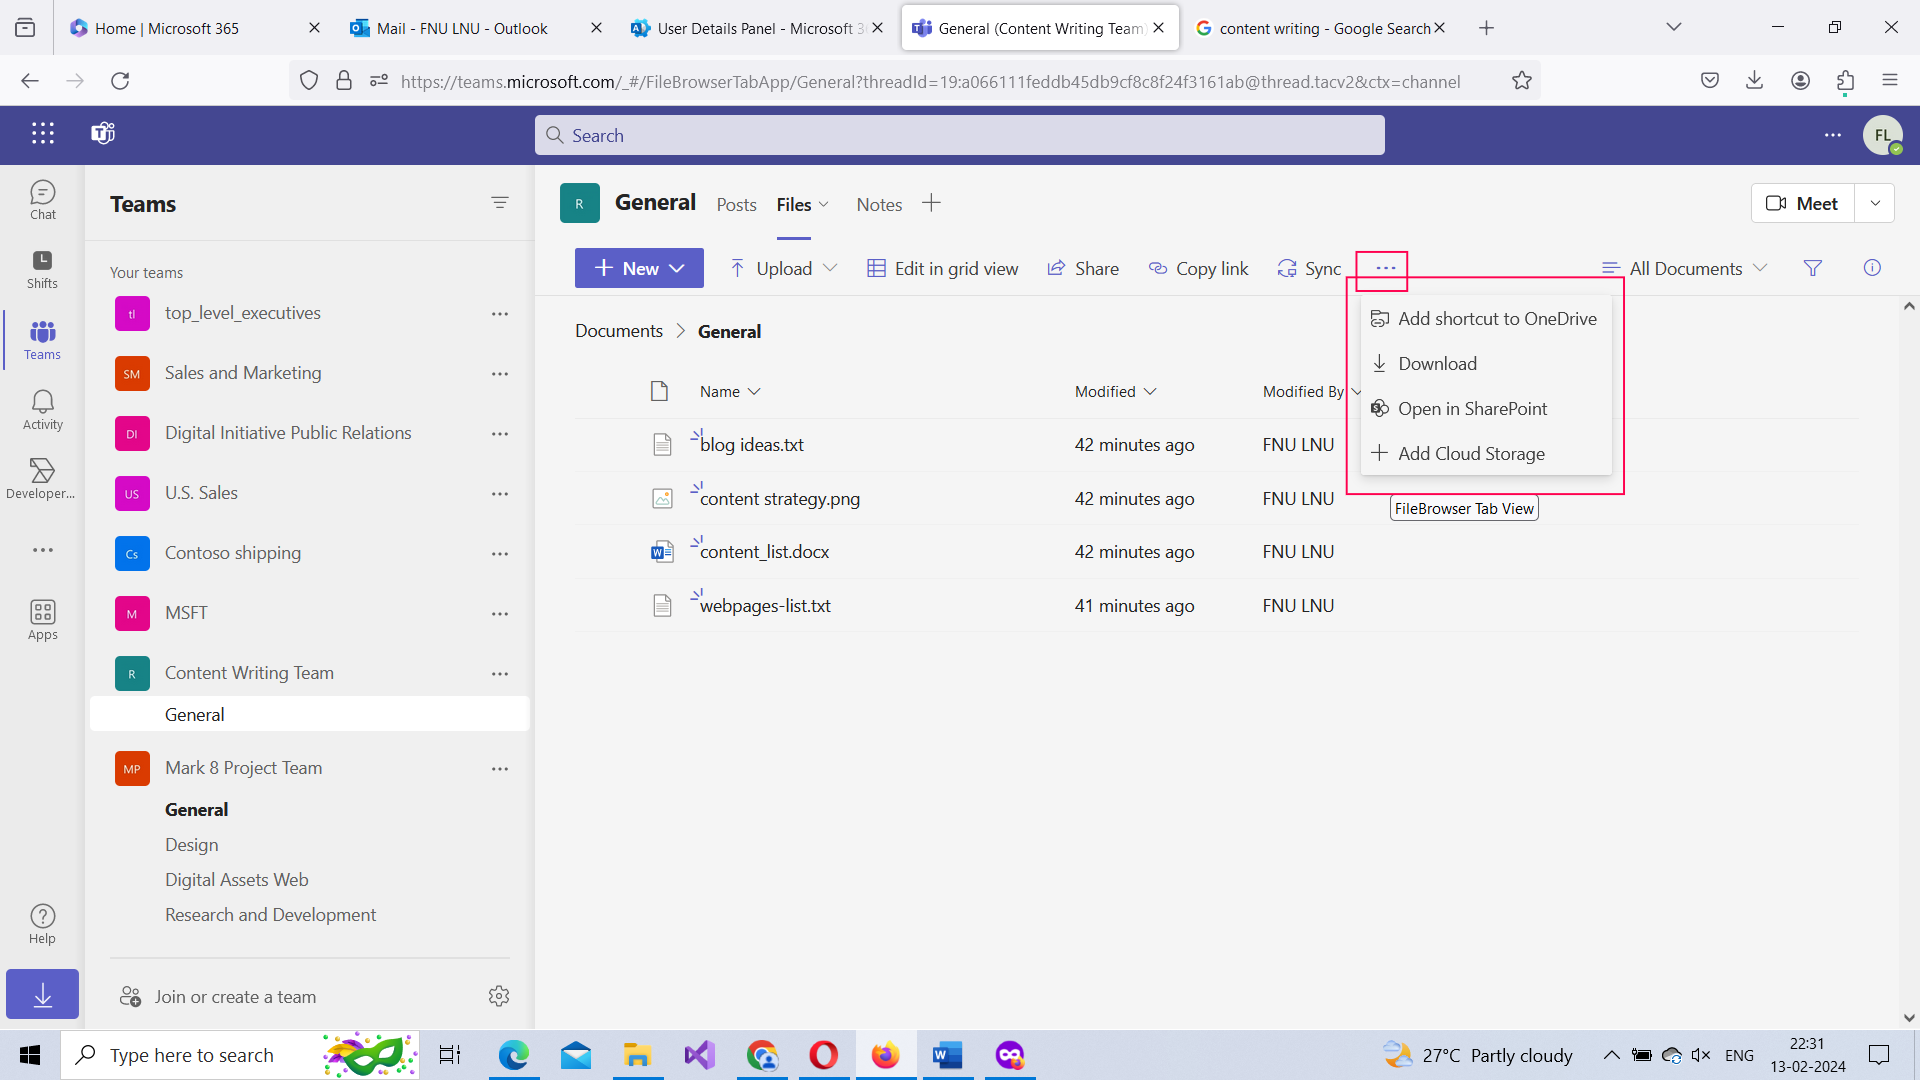 Home | Microsoft 365
Mail - FNU LNU - Outlook
User Details Panel - Microsoft 3
General (Content Writing Team)
content writing - Google Search
https://teams.microsoft.com/_#/FileBrowserTabApp/General?threadId=19:a066111feddb45db9cf8c8f24f3161ab@thread.tacv2&ctx=channel
Search
FL
Chat
Shifts
Teams
Activity
Developer...
Apps
Help
Teams
Your teams
tl top_level_executives
SM Sales and Marketing
DI Digital Initiative Public Relations
US U.S. Sales
Cs Contoso shipping
M MSFT
R Content Writing Team
General
MP Mark 8 Project Team
General
Design
Digital Assets Web
Research and Development
Join or create a team
R General Posts Files Notes
Meet
New Upload Edit in grid view Share Copy link Sync All Documents
Documents > General
Name Modified Modified By
blog ideas.txt 42 minutes ago FNU LNU
content strategy.png 42 minutes ago FNU LNU
content_list.docx 42 minutes ago FNU LNU
webpages-list.txt 41 minutes ago FNU LNU
Add shortcut to OneDrive
Download
Open in SharePoint
Add Cloud Storage
FileBrowser Tab View
Type here to search
27°C Partly cloudy
ENG
22:31
13-02-2024